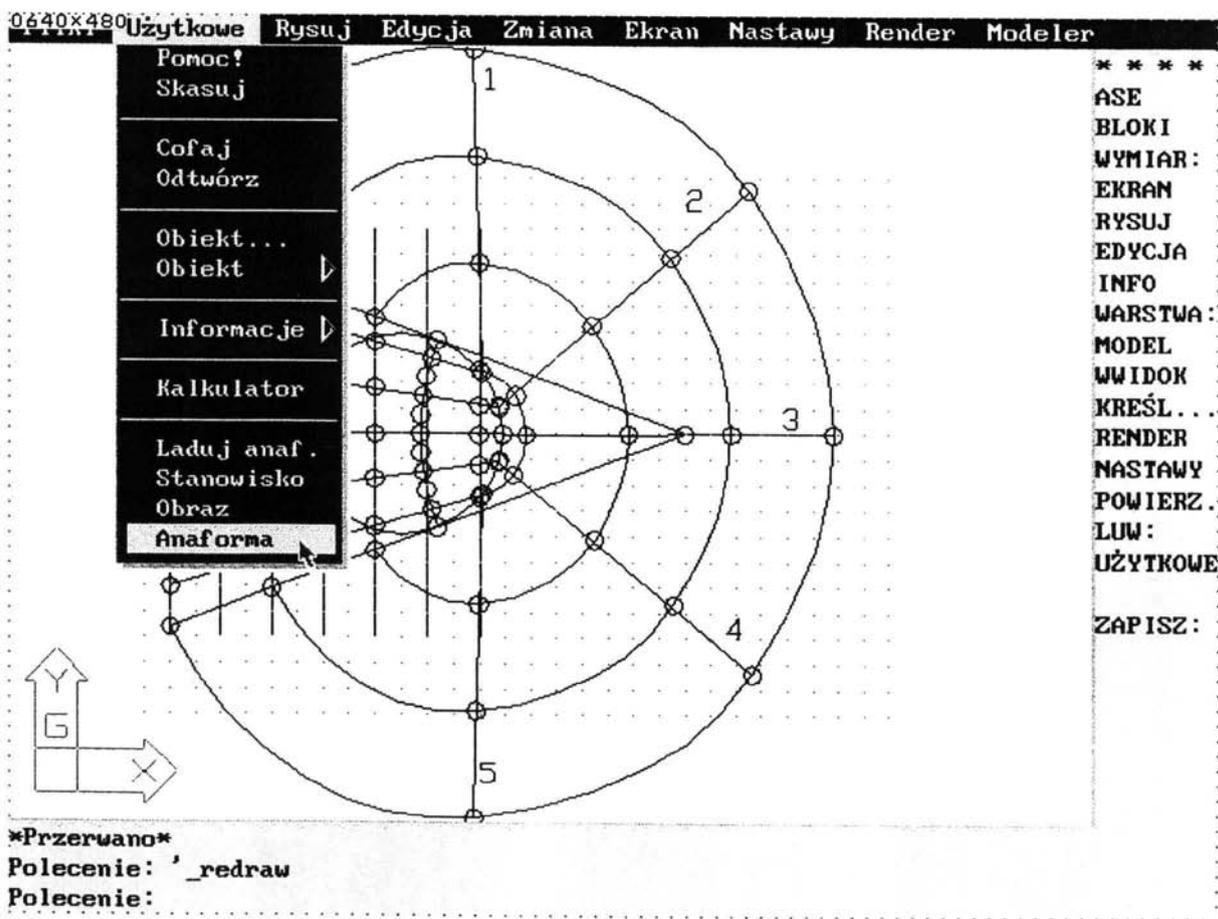 0640×480
Użytkowe Rysuj Edycja Zmiana Ekran Nastawy Render Modeler
Pomoc!
Skasuj
Cofaj
Odtwórz
Obiekt...
Obiekt
Informacje
Kalkulator
Laduj anaf.
Stanowisko
Obraz
Anaforma
1
2
3
4
5
* * * *
ASE
BLOKI
WYMIAR:
EKRAN
RYSUJ
EDYCJA
INFO
WARSTWA:
MODEL
WWIDOK
KREŚL...
RENDER
NASTAWY
POWIERZ.
LUW:
UŻYTKOWE
ZAPISZ:
Y
G
X
*Przerwano*
Polecenie: '_redraw
Polecenie: